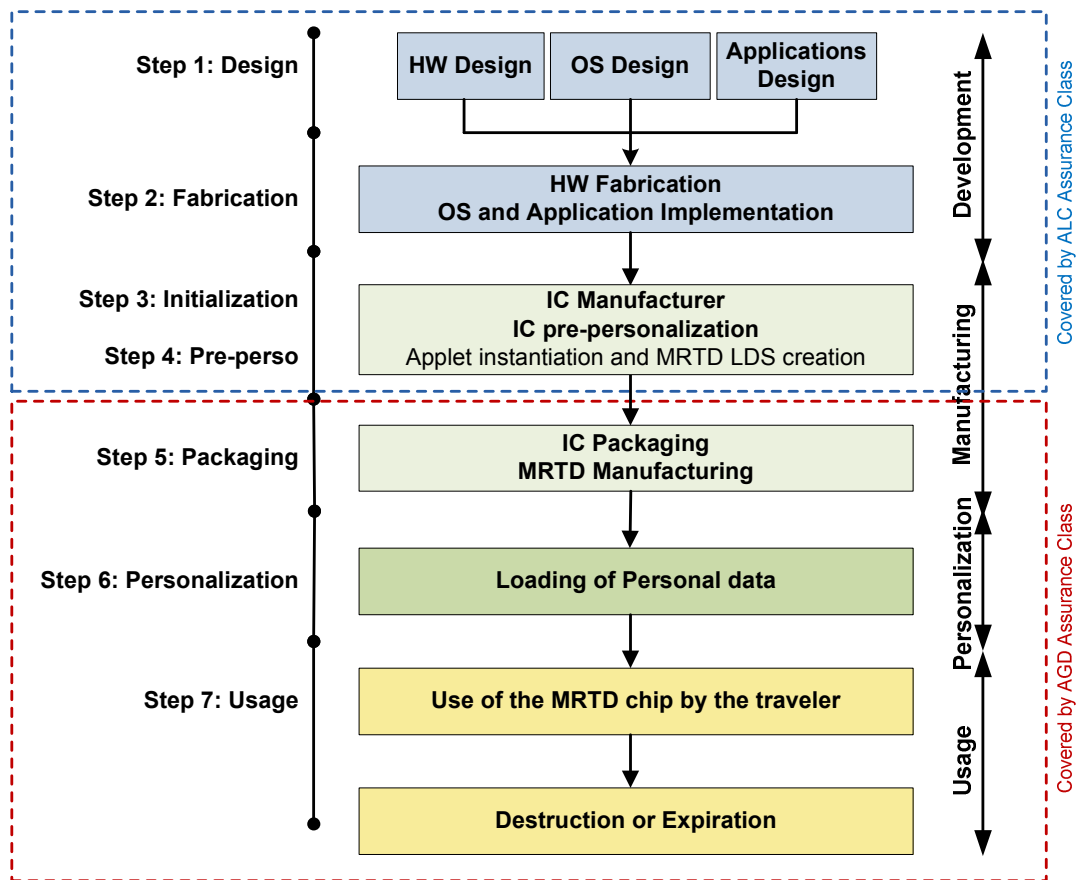 Step 1: Design
HW Design
OS Design
Applications
Design
Development
Covered by ALC Assurance Class
Step 2: Fabrication
HW Fabrication
OS and Application Implementation
Step 3: Initialization
Step 4: Pre-perso
IC Manufacturer
IC pre-personalization
Applet instantiation and MRTD LDS creation
Manufacturing
Step 5: Packaging
IC Packaging
MRTD Manufacturing
Step 6: Personalization
Loading of Personal data
Personalization
Covered by AGD Assurance Class
Step 7: Usage
Use of the MRTD chip by the traveler
Usage
Destruction or Expiration